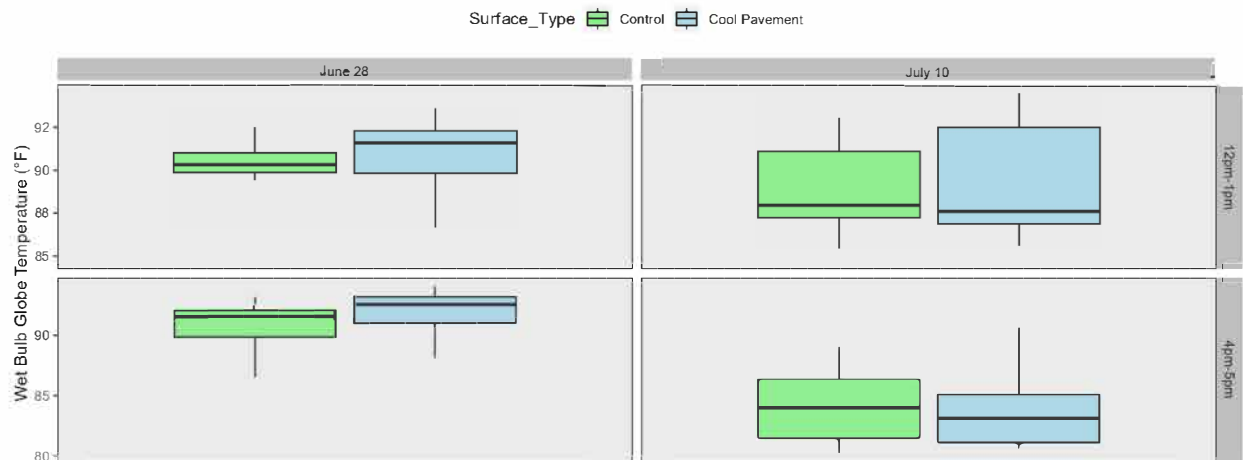 Surface_Type Control Cool Pavement
June 28
July 10
12pm-1pm
92
90
88
85
Wet Bulb Globe Temperature (°F)
4pm-5pm
90
85
80